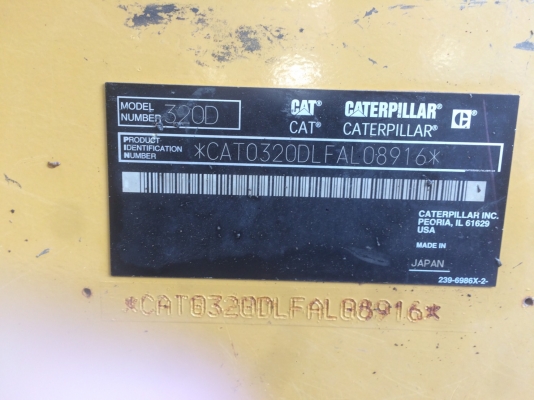 MODEL NUMBER 320D
CAT® CATERPILLAR® C®
CAT® CATERPILLAR®
PRODUCT IDENTIFICATION NUMBER *CAT0320DLFAL08916*
CATERPILLAR INC.
PEORIA, IL 61629
USA
MADE IN
JAPAN
239-6986X-2-
*CAT0320DLFAL08916*